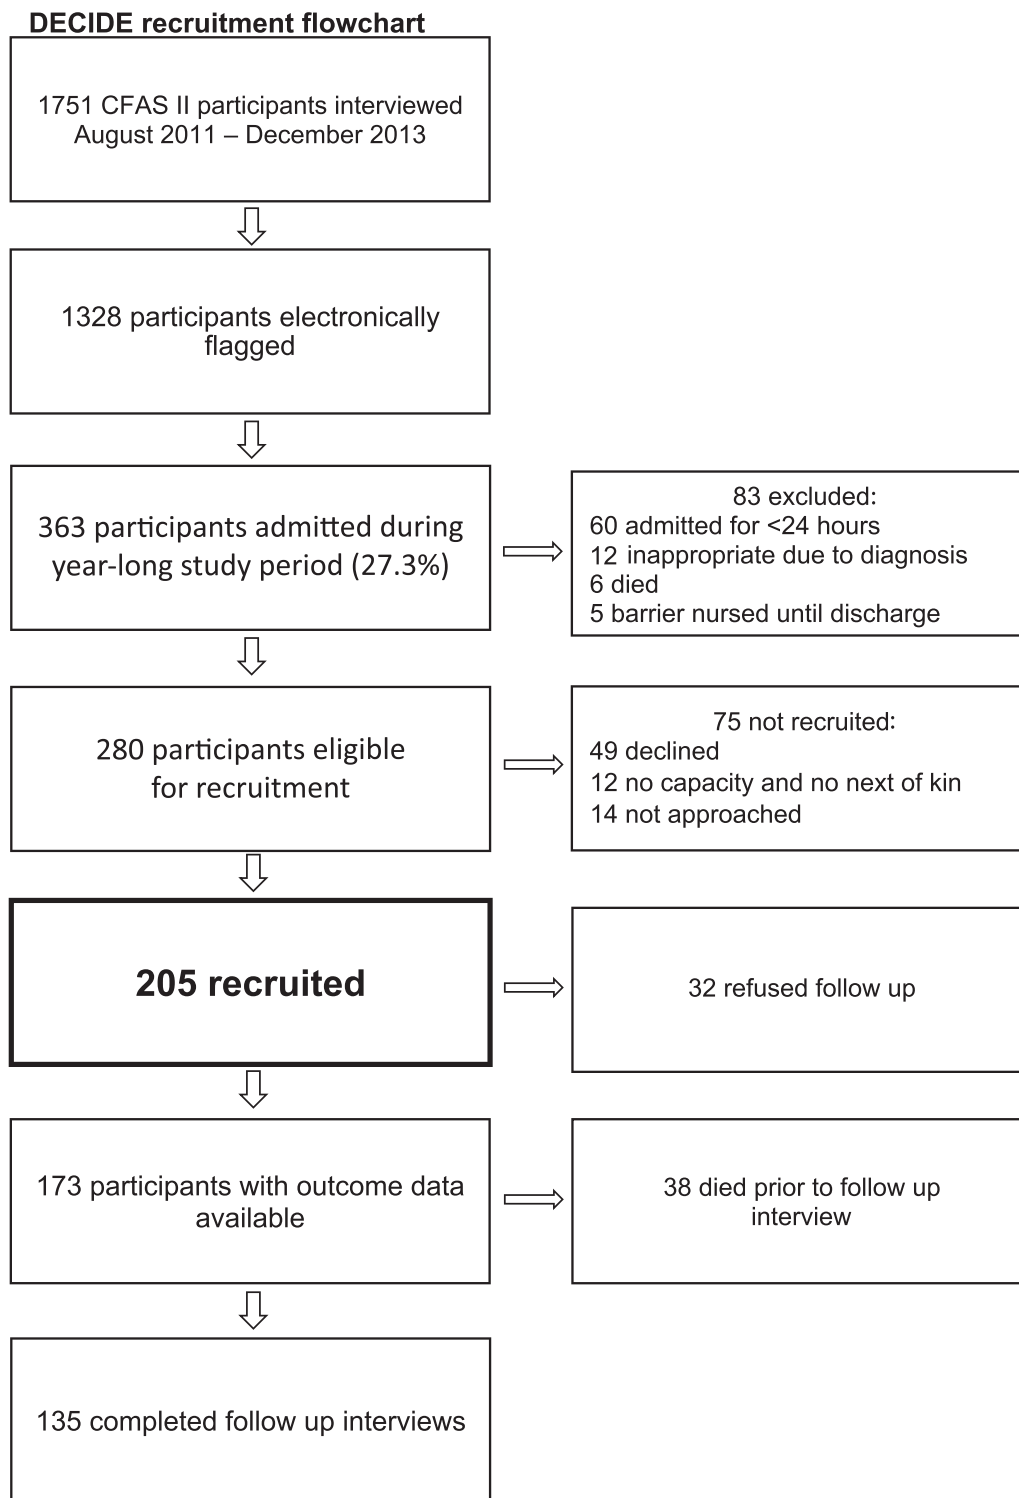 DECIDE recruitment flowchart
1751 CFAS II participants interviewed
August 2011 – December 2013
1328 participants electronically
flagged
363 participants admitted during
year-long study period (27.3%)
83 excluded:
60 admitted for <24 hours
12 inappropriate due to diagnosis
6 died
5 barrier nursed until discharge
280 participants eligible
for recruitment
75 not recruited:
49 declined
12 no capacity and no next of kin
14 not approached
205 recruited
32 refused follow up
173 participants with outcome data
available
38 died prior to follow up
interview
135 completed follow up interviews